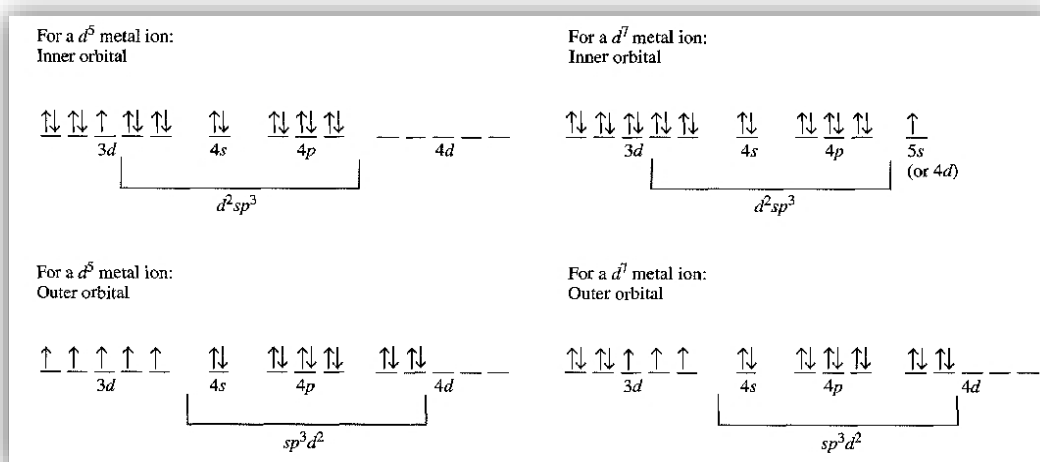 For a d⁵ metal ion:
Inner orbital
↑↓ ↑↓ ↑ ↑↓ ↑↓ ↑↓ ↑↓ ↑↓ ↑↓ _ _ _ _ _
3d 4s 4p 4d
d²sp³
For a d⁷ metal ion:
Inner orbital
↑↓ ↑↓ ↑↓ ↑↓ ↑↓ ↑↓ ↑↓ ↑↓ ↑↓ ↑
3d 4s 4p 5s
(or 4d)
d²sp³
For a d⁵ metal ion:
Outer orbital
↑ ↑ ↑ ↑ ↑ ↑↓ ↑↓ ↑↓ ↑↓ ↑↓ ↑↓ _ _ _
3d 4s 4p 4d
sp³d²
For a d⁷ metal ion:
Outer orbital
↑↓ ↑↓ ↑ ↑ ↑ ↑↓ ↑↓ ↑↓ ↑↓ ↑↓ ↑↓ _ _ _
3d 4s 4p 4d
sp³d²